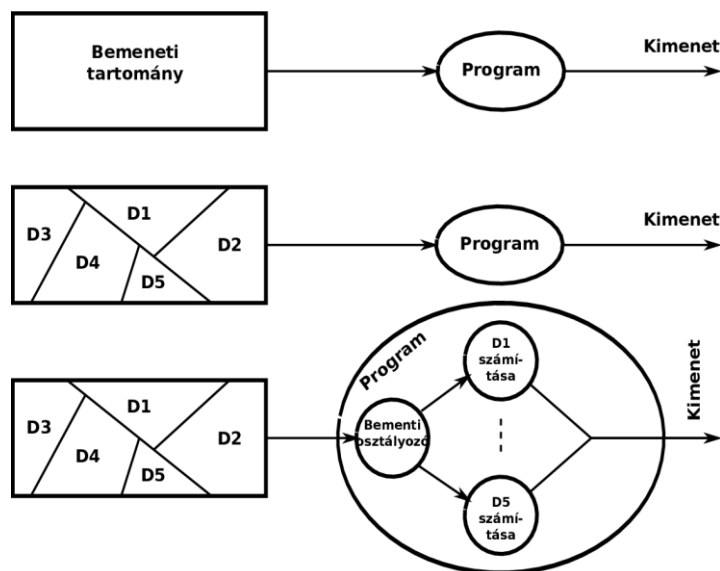 Bemeneti
tartomány
Program
Kimenet
D3
D1
D4
D5
D2
Program
Kimenet
D3
D1
D4
D5
D2
Program
Bementi
osztályozó
D1
számí-
tása
D5
számí-
tása
Kimenet